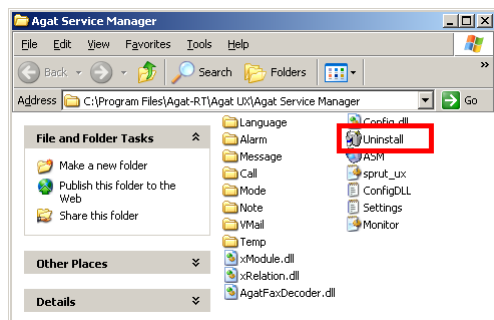 Agat Service Manager
File Edit View Favorites Tools Help
Back Search Folders »
Address C:\Program Files\Agat-RT\Agat UX\Agat Service Manager Go
File and Folder Tasks
Make a new folder
Publish this folder to the
Web
Share this folder
Other Places
Details
Language
Alarm
Message
Call
Mode
Note
VMail
Temp
xModule.dll
xRelation.dll
AgatFaxDecoder.dll
Config.dll
Uninstall
ASM
sprut_ux
ConfigDLL
Settings
Monitor